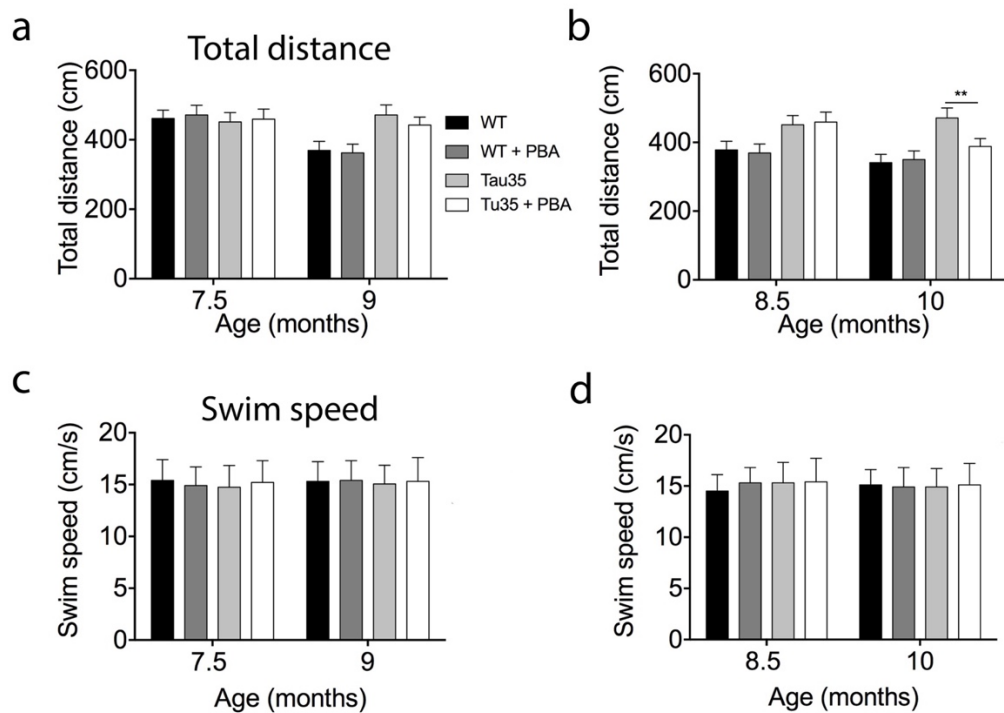 a
Total distance
Total distance (cm)
600
400
200
0
7.5
9
Age (months)
WT
WT + PBA
Tau35
Tu35 + PBA
b
Total distance (cm)
600
400
200
0
**
8.5
10
Age (months)
c
Swim speed
Swim speed (cm/s)
20
15
10
5
0
7.5
9
Age (months)
d
Swim speed (cm/s)
20
15
10
5
0
8.5
10
Age (months)